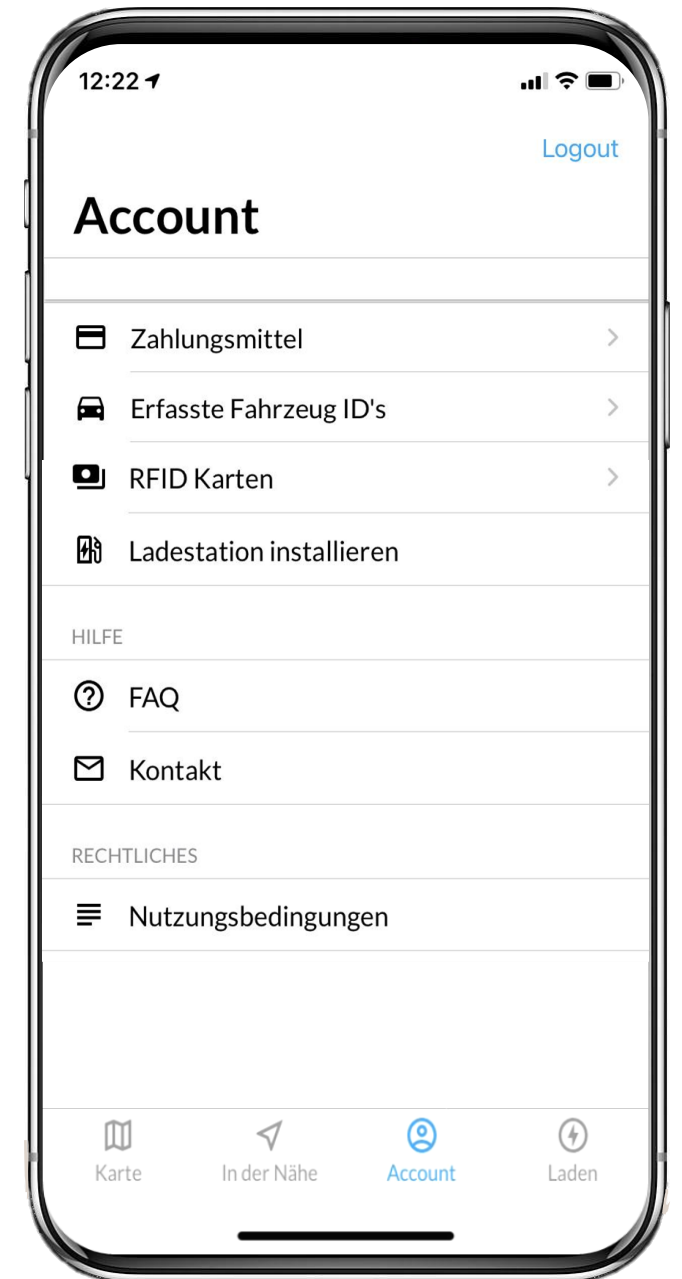 12:22
Logout
Account
Zahlungsmittel
Erfasste Fahrzeug ID's
RFID Karten
Ladestation installieren
HILFE
FAQ
Kontakt
RECHTLICHES
Nutzungsbedingungen
Karte
In der Nähe
Account
Laden